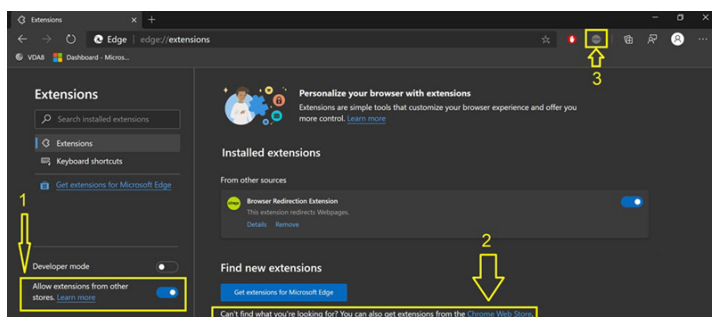 Extensions
Edge | edge://extensions
VDA8
Dashboard - Micros...
3
Extensions
Search installed extensions
Extensions
Keyboard shortcuts
Get extensions for Microsoft Edge
1
Developer mode
Allow extensions from other
stores. Learn more
Personalize your browser with extensions
Extensions are simple tools that customize your browser experience and offer you
more control. Learn more
Installed extensions
From other sources
Browser Redirection Extension
This extension redirects Webpages.
Details Remove
2
Find new extensions
Get extensions for Microsoft Edge
Can't find what you're looking for? You can also get extensions from the Chrome Web Store.